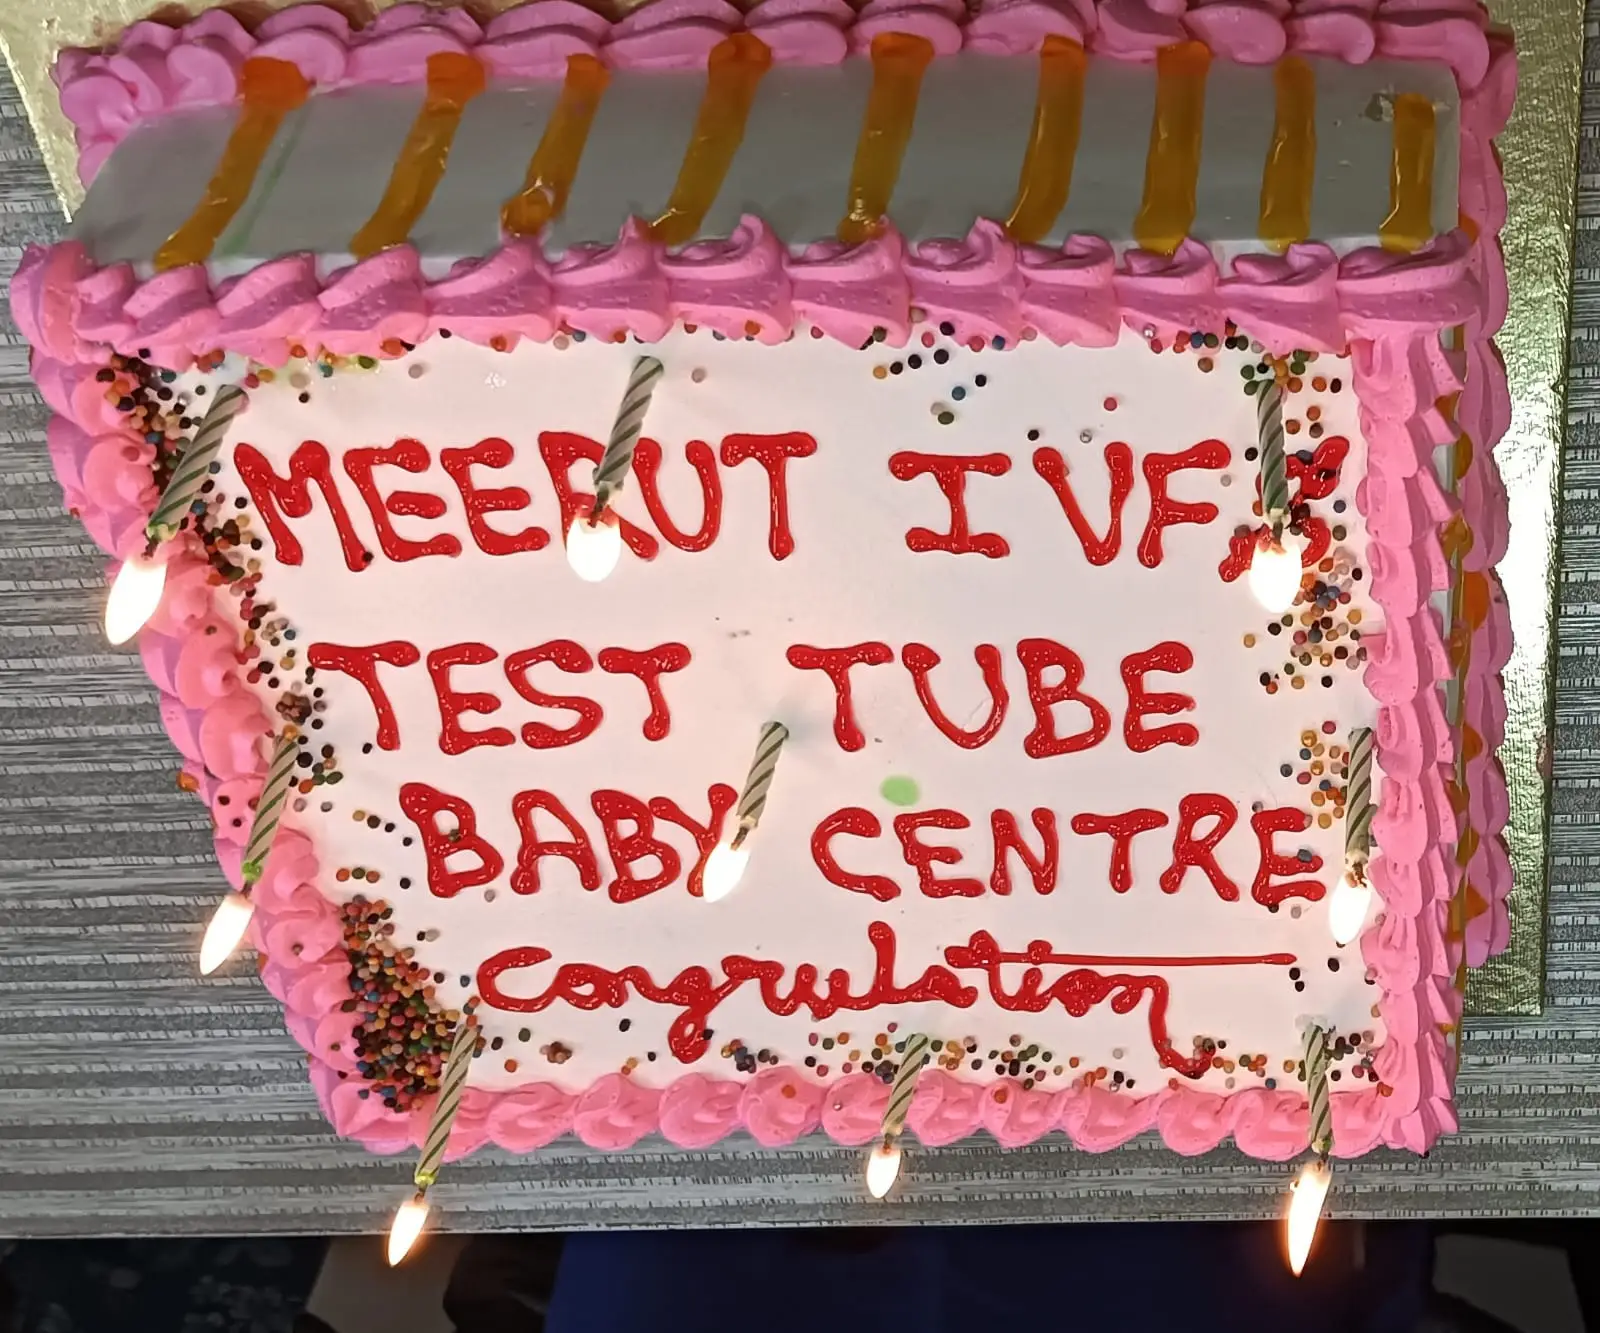 MEERUT IVF &
TEST TUBE
BABY CENTRE
Congrulation